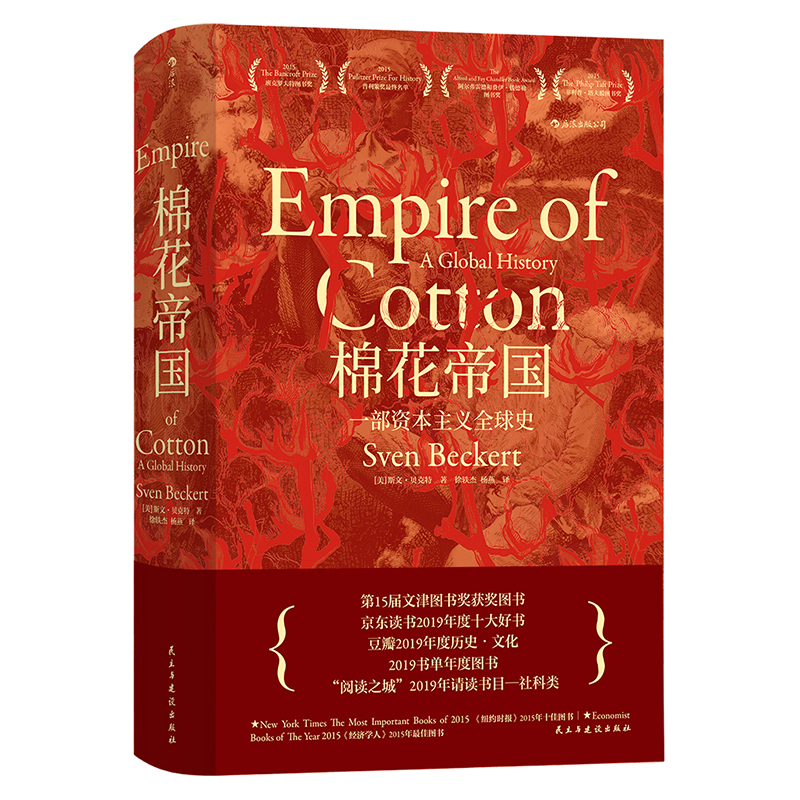 后浪
Empire
棉花帝国
of
Cotton
A Global History
Sven Beckert
[美]斯文·贝克特 著
徐轶杰 杨燕 译
民主与建设出版社
2015
The Bancroft Prize
班克罗夫特图书奖
2015
Pulitzer Prize For History
普利策奖最终名单
The
Alfred and Fay Chandler Book Award
阿尔弗雷德和费伊·钱德勒
图书奖
2015
The Philip Taft Prize
菲利普·塔夫脱图书奖
后浪出版公司
Empire of
A Global History
Cotton
棉花帝国
一部资本主义全球史
Sven Beckert
[美]斯文·贝克特 著 徐轶杰 杨燕 译
第15届文津图书奖获奖图书
京东读书2019年度十大好书
豆瓣2019年度历史·文化
2019书单年度图书
“阅读之城”2019年请读书目—社科类
★New York Times The Most Important Books of 2015 《纽约时报》2015年十佳图书 | ★Economist
Books of The Year 2015《经济学人》2015年最佳图书
民主与建设出版社